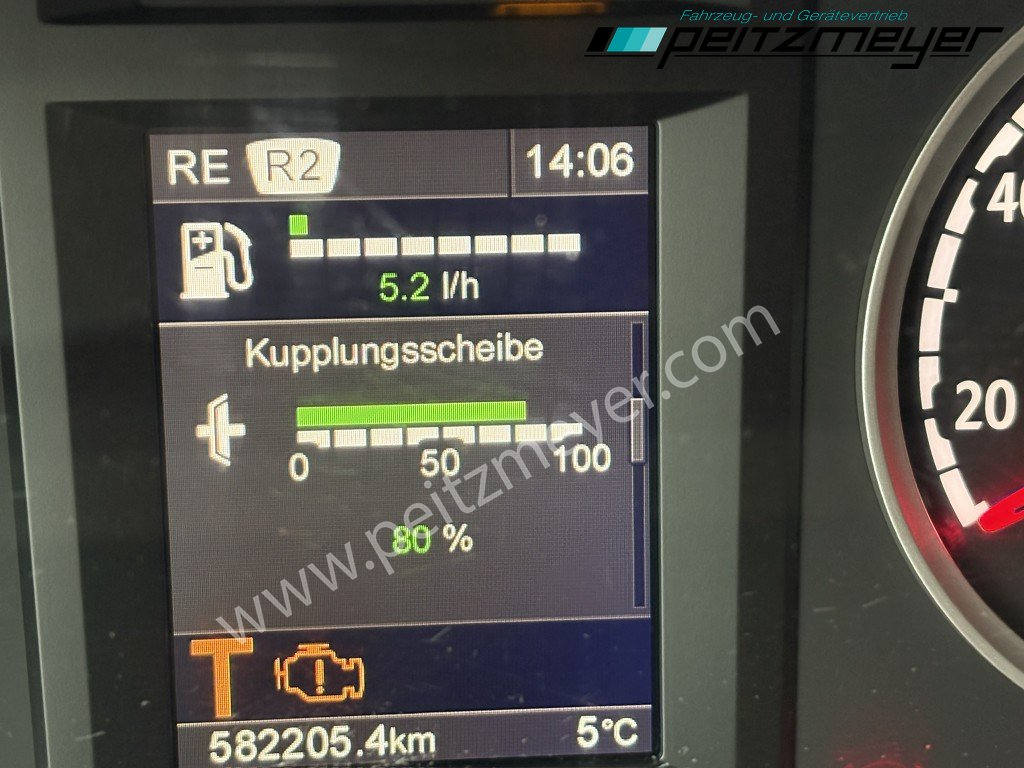 Fahrzeug- und Gerätevertrieb
peitzmeyer
RE R2 14:06
5.2 l/h
Kupplungsscheibe
0 50 100
80 %
www.peitzmeyer.com
T
582205.4km 5°C
40
20